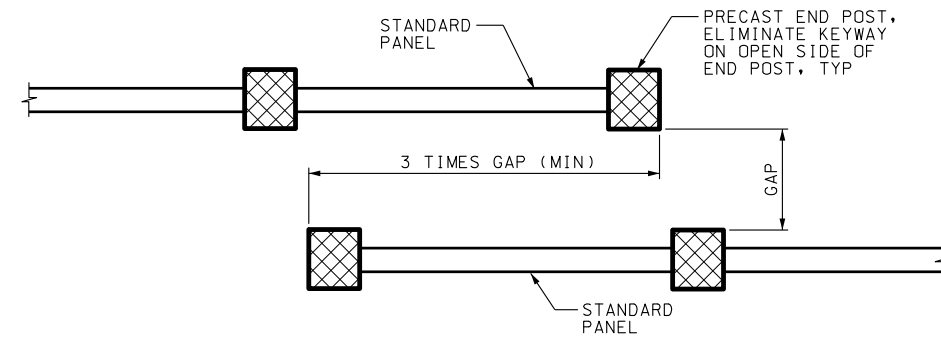 STANDARD
PANEL
PRECAST END POST,
ELIMINATE KEYWAY
ON OPEN SIDE OF
END POST, TYP
3 TIMES GAP (MIN)
GAP
STANDARD
PANEL